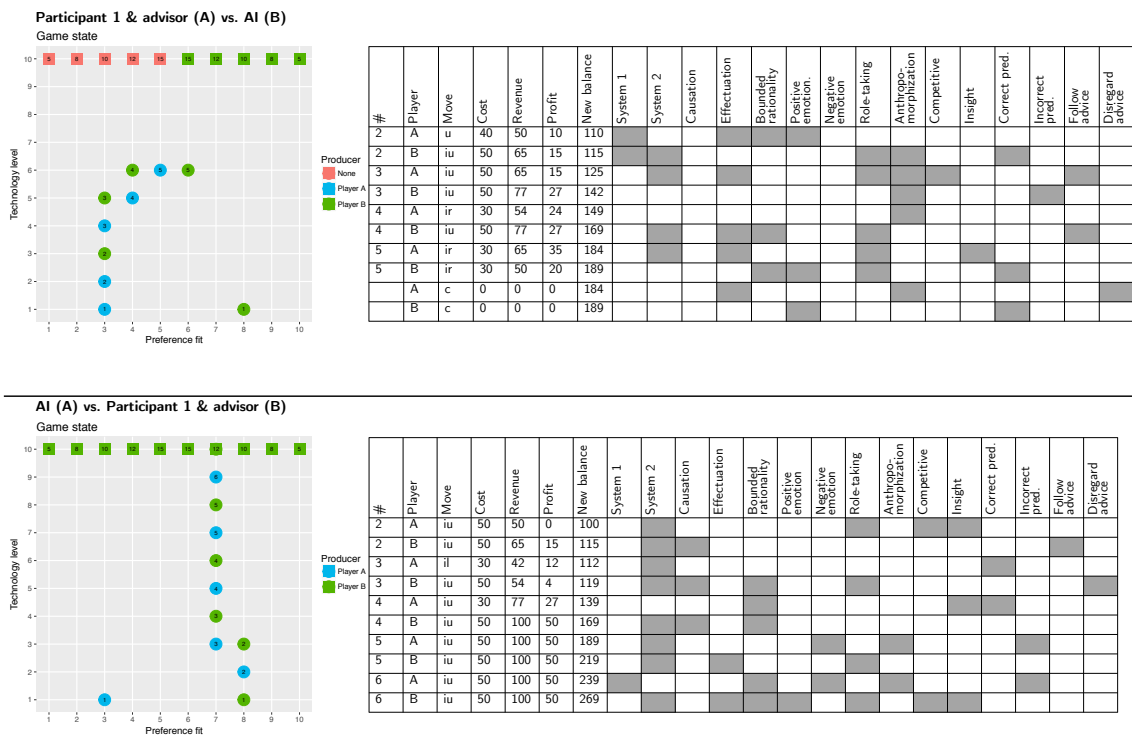 Participant 1 & advisor (A) vs. AI (B)
Game state
5 8 10 12 15 15 12 10 8 5
10
9
8
7
6
5
4
3
2
1
Technology level
4 5 5
3 4
3
2
2
1 1
1 2 3 4 5 6 7 8 9 10
Preference fit
Producer
None
Player A
Player B
# Player Move Cost Revenue Profit New balance System 1 System 2 Causation Effectuation Bounded rationality Positive emotion. Negative emotion Role-taking Anthropo-morphization Competitive Insight Correct pred. Incorrect pred. Follow advice Disregard advice
2 A u 40 50 10 110
2 B iu 50 65 15 115
3 A iu 50 65 15 125
3 B iu 50 77 27 142
4 A ir 30 54 24 149
4 B iu 50 77 27 169
5 A ir 30 65 35 184
5 B ir 30 50 20 189
A c 0 0 0 184
B c 0 0 0 189
AI (A) vs. Participant 1 & advisor (B)
Game state
5 8 10 12 15 15 12 10 8 5
10
9
8
7
6
5
4
3
2
1
Technology level
6
5
5
4
4
3
3 2
2
1 1
1 2 3 4 5 6 7 8 9 10
Preference fit
Producer
Player A
Player B
# Player Move Cost Revenue Profit New balance System 1 System 2 Causation Effectuation Bounded rationality Positive emotion Negative emotion Role-taking Anthropo-morphization Competitive Insight Correct pred. Incorrect pred. Follow advice Disregard advice
2 A iu 50 50 0 100
2 B iu 50 65 15 115
3 A il 30 42 12 112
3 B iu 50 54 4 119
4 A iu 30 77 27 139
4 B iu 50 100 50 169
5 A iu 50 100 50 189
5 B iu 50 100 50 219
6 A iu 50 100 50 239
6 B iu 50 100 50 269